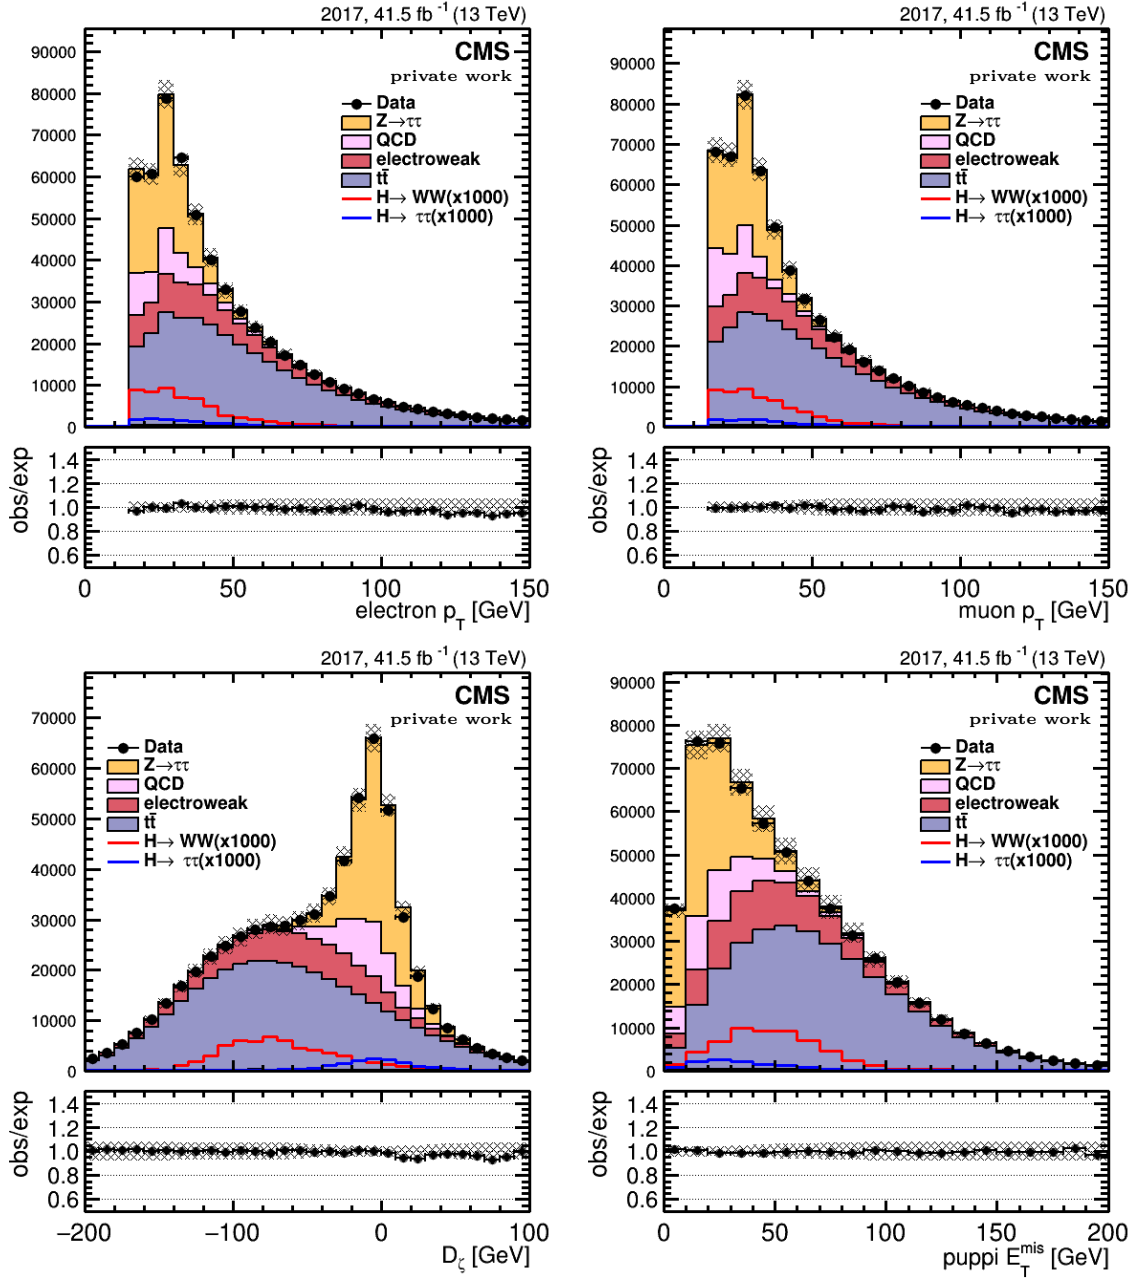 2017, 41.5 fb⁻¹ (13 TeV)
CMS
private work
Data
Z→ττ
QCD
electroweak
tt̄
H→ WW(x1000)
H→ ττ(x1000)
90000
80000
70000
60000
50000
40000
30000
20000
10000
0
obs/exp
1.4
1.2
1.0
0.8
0.6
0 50 100 150
electron p_T [GeV]
2017, 41.5 fb⁻¹ (13 TeV)
CMS
private work
Data
Z→ττ
QCD
electroweak
tt̄
H→ WW(x1000)
H→ ττ(x1000)
90000
80000
70000
60000
50000
40000
30000
20000
10000
0
obs/exp
1.4
1.2
1.0
0.8
0.6
0 50 100 150
muon p_T [GeV]
2017, 41.5 fb⁻¹ (13 TeV)
CMS
private work
Data
Z→ττ
QCD
electroweak
tt̄
H→ WW(x1000)
H→ ττ(x1000)
70000
60000
50000
40000
30000
20000
10000
0
obs/exp
1.4
1.2
1.0
0.8
0.6
−200 −100 0 100
D_ζ [GeV]
2017, 41.5 fb⁻¹ (13 TeV)
CMS
private work
Data
Z→ττ
QCD
electroweak
tt̄
H→ WW(x1000)
H→ ττ(x1000)
90000
80000
70000
60000
50000
40000
30000
20000
10000
0
obs/exp
1.4
1.2
1.0
0.8
0.6
0 50 100 150 200
puppi E_T^mis [GeV]